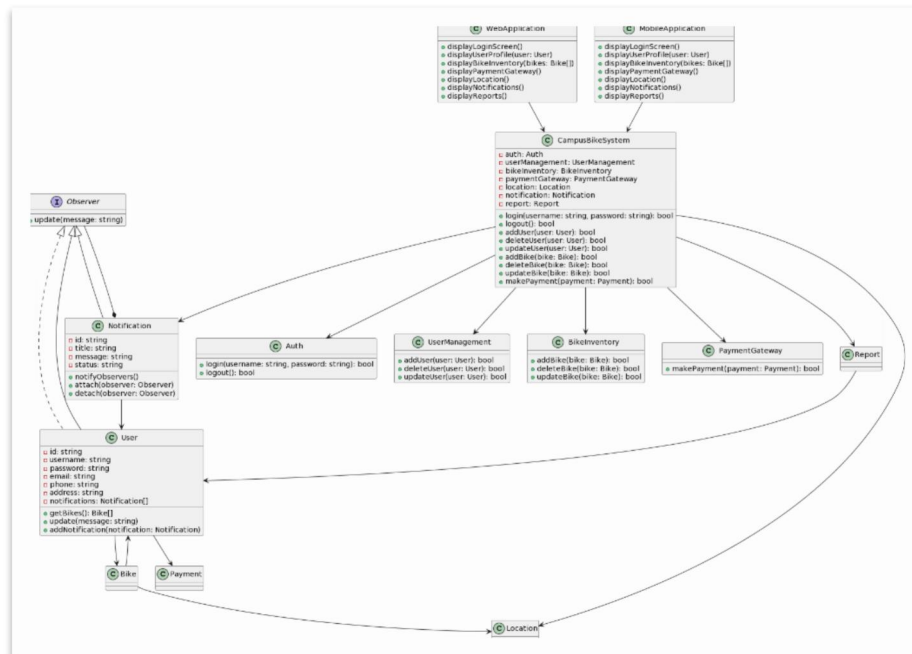 C WebApplication
displayLoginScreen()
displayUserProfile(user: User)
displayBikeInventory(bikes: Bike[])
displayPaymentGateway()
displayLocation()
displayNotifications()
displayReports()
C MobileApplication
displayLoginScreen()
displayUserProfile(user: User)
displayBikeInventory(bikes: Bike[])
displayPaymentGateway()
displayLocation()
displayNotifications()
displayReports()
C CampusBikeSystem
auth: Auth
userManagement: UserManagement
bikeInventory: BikeInventory
paymentGateway: PaymentGateway
location: Location
notification: Notification
report: Report
login(username: string, password: string): bool
logout(): bool
addUser(user: User): bool
deleteUser(user: User): bool
updateUser(user: User): bool
addBike(bike: Bike): bool
deleteBike(bike: Bike): bool
updateBike(bike: Bike): bool
makePayment(payment: Payment): bool
I Observer
update(message: string)
C Notification
id: string
title: string
message: string
status: string
notifyObservers()
attach(observer: Observer)
detach(observer: Observer)
C Auth
login(username: string, password: string): bool
logout(): bool
C UserManagement
addUser(user: User): bool
deleteUser(user: User): bool
updateUser(user: User): bool
C BikeInventory
addBike(bike: Bike): bool
deleteBike(bike: Bike): bool
updateBike(bike: Bike): bool
C PaymentGateway
makePayment(payment: Payment): bool
C Report
C User
id: string
username: string
password: string
email: string
phone: string
address: string
notifications: Notification[]
getBikes(): Bike[]
update(message: string)
addNotification(notification: Notification)
C Bike
C Payment
C Location